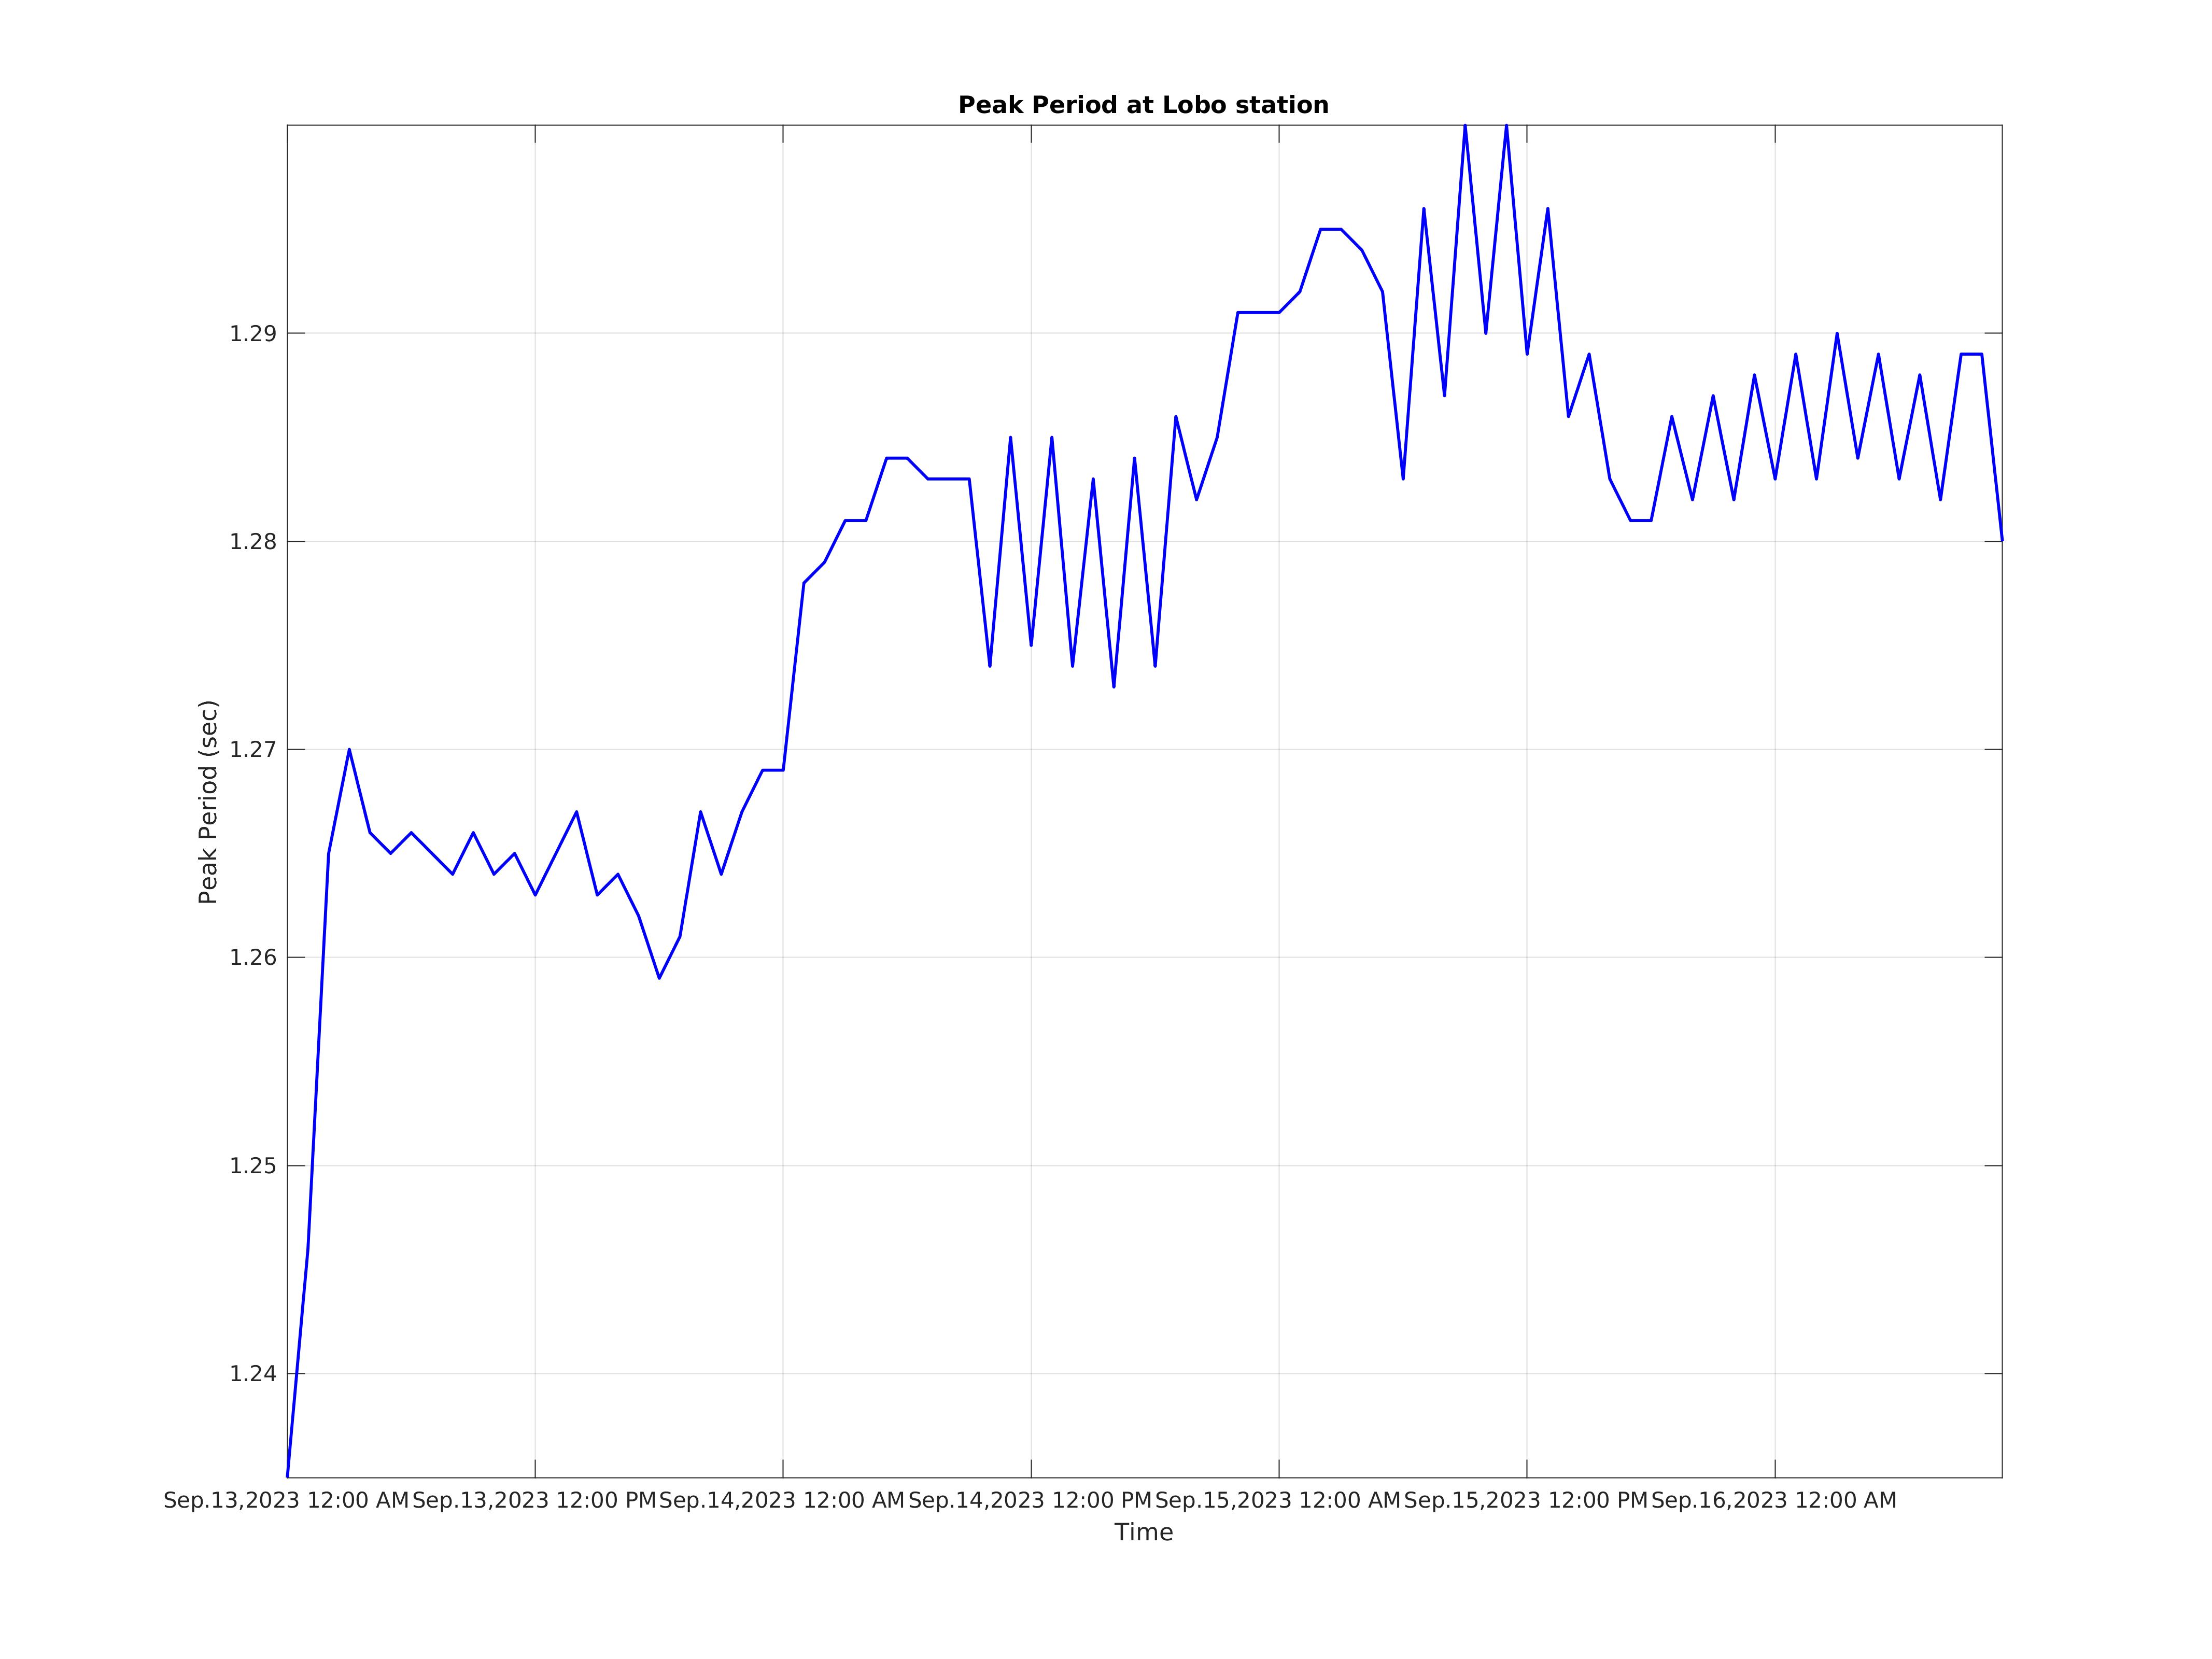 Peak Period at Lobo station
1.29
1.28
1.27
1.26
1.25
1.24
Peak Period (sec)
Sep.13,2023 12:00 AM Sep.13,2023 12:00 PM Sep.14,2023 12:00 AM Sep.14,2023 12:00 PM Sep.15,2023 12:00 AM Sep.15,2023 12:00 PM Sep.16,2023 12:00 AM
Time